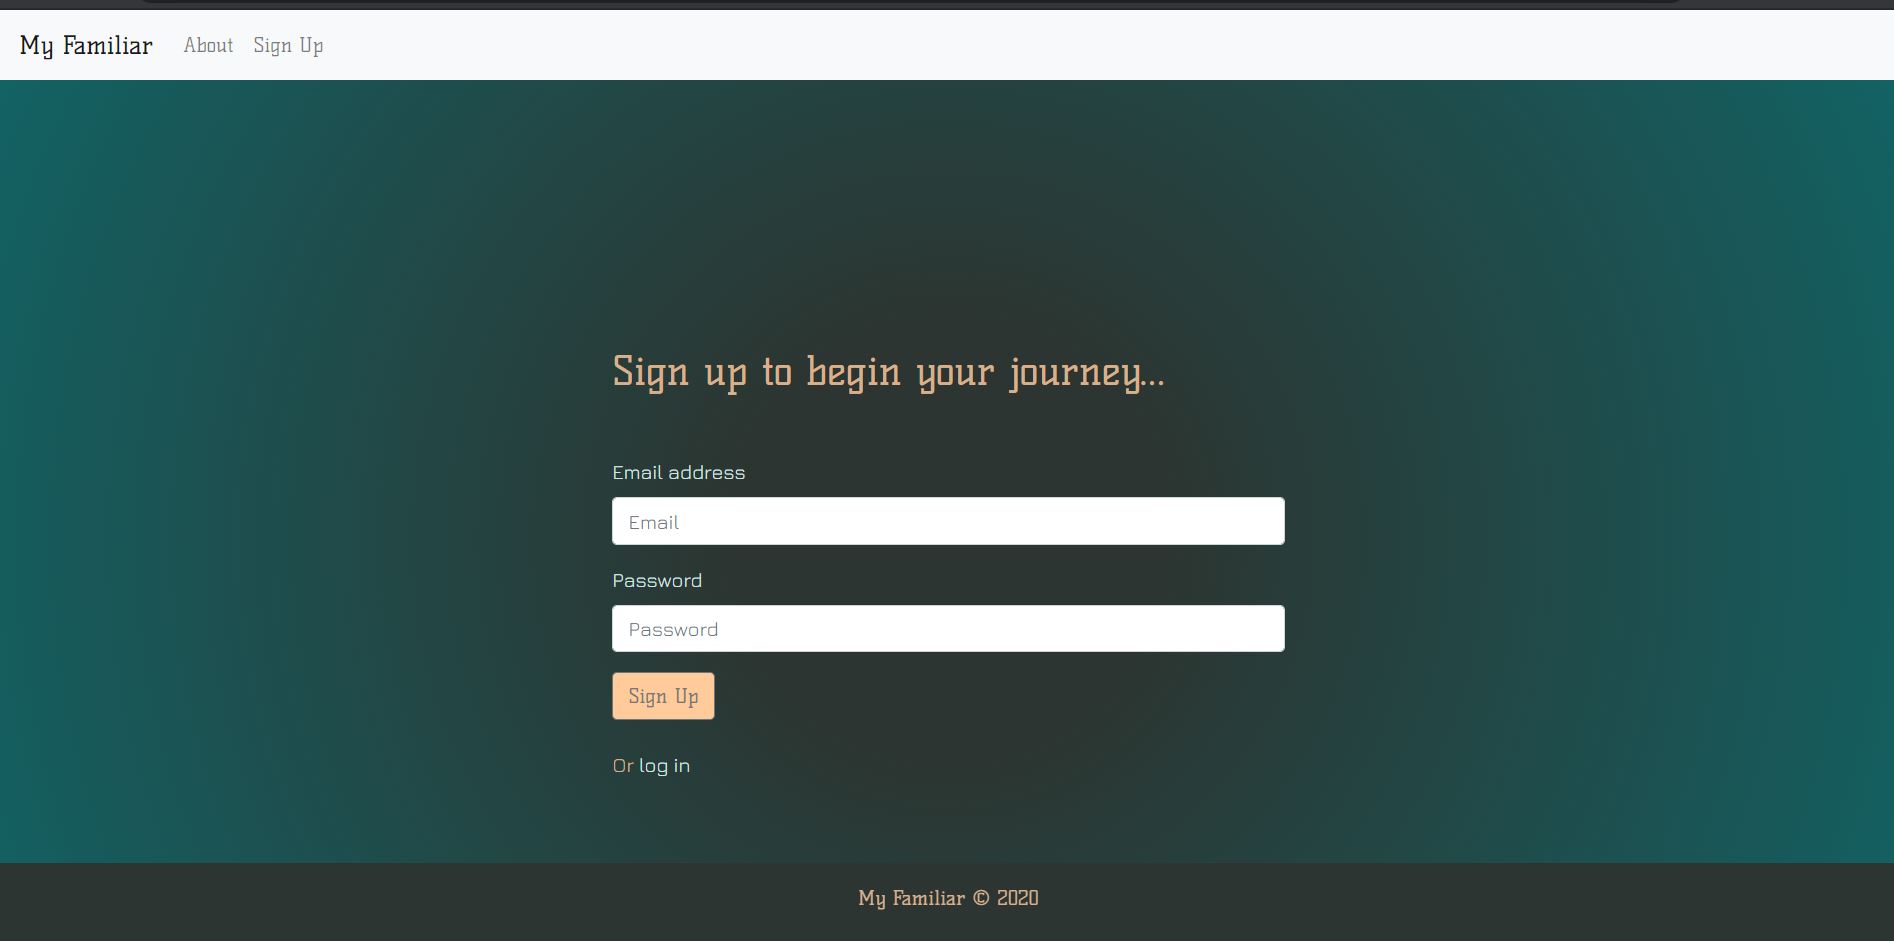 My Familiar About Sign Up
Sign up to begin your journey...
Email address
Email
Password
Password
Sign Up
Or log in
My Familiar © 2020